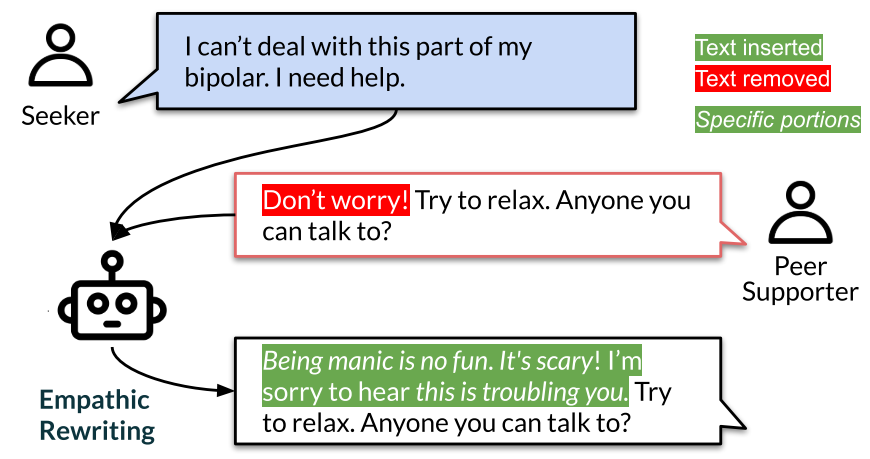 I can’t deal with this part of my
bipolar. I need help.
Seeker
Text inserted
Text removed
Specific portions
Don’t worry! Try to relax. Anyone you
can talk to?
Peer
Supporter
Being manic is no fun. It's scary! I’m
sorry to hear this is troubling you. Try
to relax. Anyone you can talk to?
Empathic
Rewriting